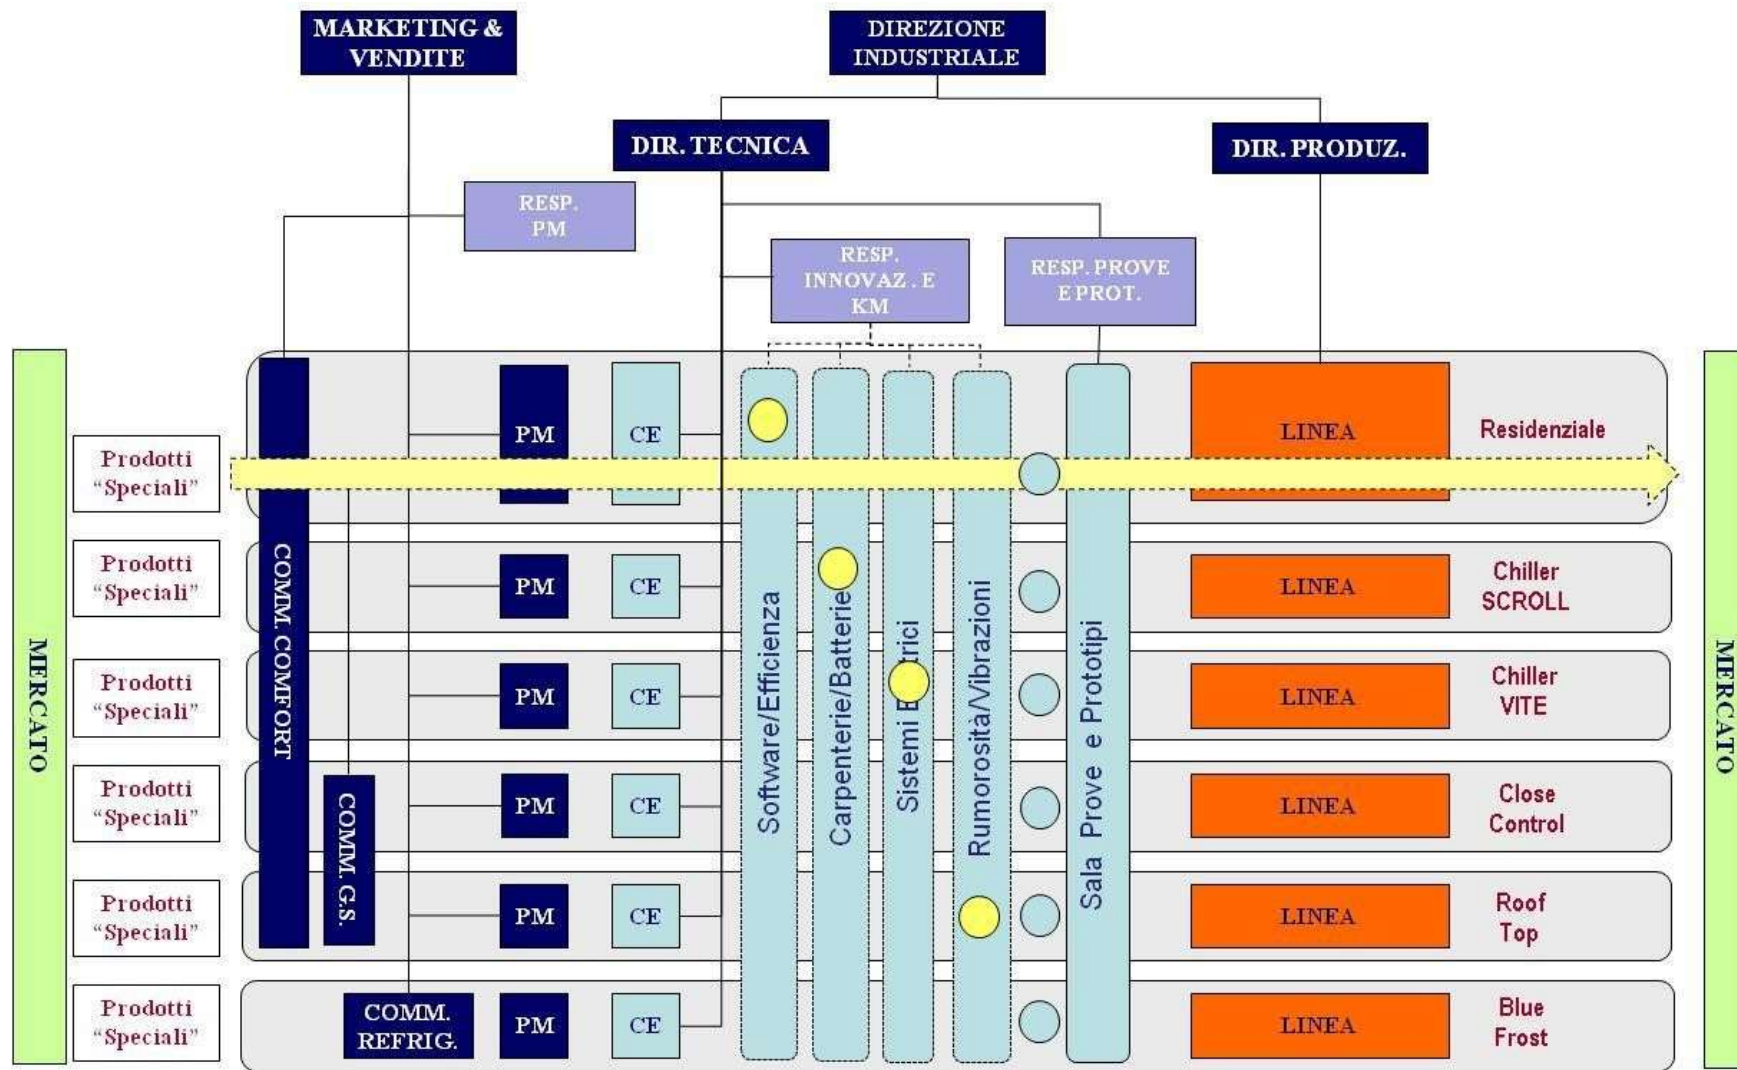 MARKETING &
VENDITE
DIREZIONE
INDUSTRIALE
DIR. TECNICA
DIR. PRODUZ.
RESP.
PM
RESP.
INNOVAZ . E
KM
RESP. PROVE
E PROT.
MERCATO
COMM. COMFORT
COMM. G.S.
Software/Efficienza
Carpenterie/Batterie
Sistemi
Rumorosità/Vibrazioni
Sala Prove e Prototipi
Prodotti
“Speciali”
PM
CE
LINEA
Residenziale
Prodotti
“Speciali”
PM
CE
LINEA
Chiller
SCROLL
Prodotti
“Speciali”
PM
CE
LINEA
Chiller
VITE
Prodotti
“Speciali”
PM
CE
LINEA
Close
Control
Prodotti
“Speciali”
PM
CE
LINEA
Roof
Top
Prodotti
“Speciali”
COMM.
REFRIG.
PM
CE
LINEA
Blue
Frost
MERCATO